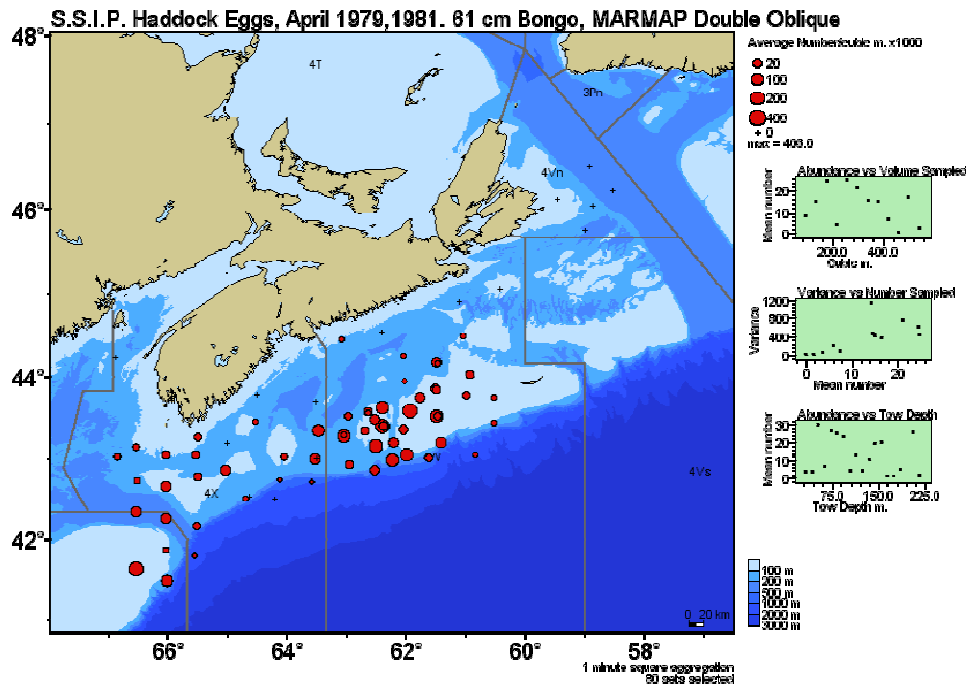 S.S.I.P. Haddock Eggs, April 1979,1981. 61 cm Bongo, MARMAP Double Oblique
Average Number/cubic m. x1000
20
100
200
400
+ 0
max = 406.0
48°
46°
44°
42°
66°
64°
62°
60°
58°
4T
3Pn
4Vn
4X
4Vs
0 20 km
Abundance vs Volume Sampled
Mean number
20
10
0
200.0 400.0
Cubic m.
Variance vs Number Sampled
Variance
1200
800
400
0
0 10 20
Mean number
Abundance vs Tow Depth
Mean number
30
20
10
0
75.0 150.0 225.0
Tow Depth m.
100 m
200 m
500 m
1000 m
2000 m
3000 m
1 minute square aggregation
80 sets selected